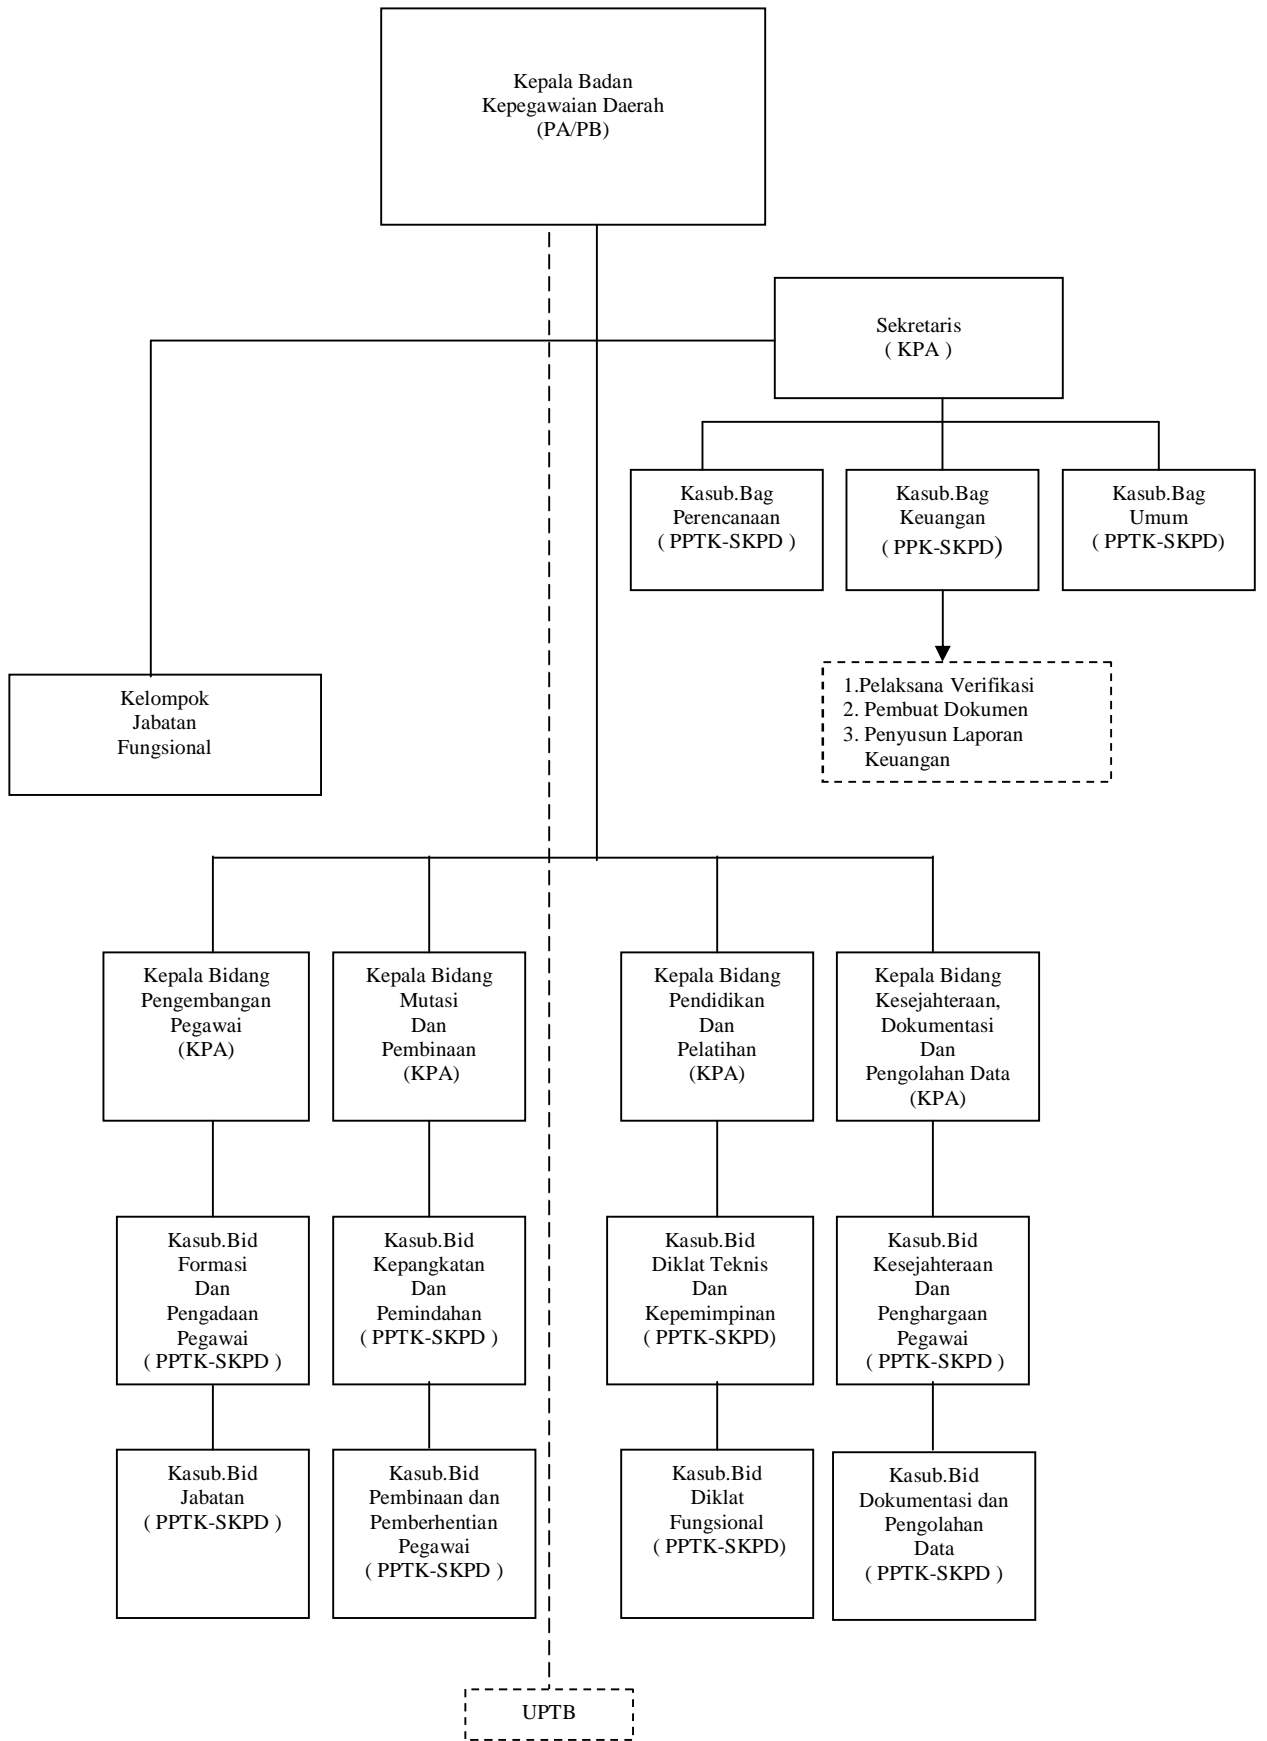 Kepala Badan
Kepegawaian Daerah
(PA/PB)
Sekretaris
( KPA )
Kasub.Bag
Perencanaan
( PPTK-SKPD )
Kasub.Bag
Keuangan
( PPK-SKPD)
Kasub.Bag
Umum
( PPTK-SKPD)
Kelompok
Jabatan
Fungsional
1.Pelaksana Verifikasi
2. Pembuat Dokumen
3. Penyusun Laporan
Keuangan
Kepala Bidang
Pengembangan
Pegawai
(KPA)
Kepala Bidang
Mutasi
Dan
Pembinaan
(KPA)
Kepala Bidang
Pendidikan
Dan
Pelatihan
(KPA)
Kepala Bidang
Kesejahteraan,
Dokumentasi
Dan
Pengolahan Data
(KPA)
Kasub.Bid
Formasi
Dan
Pengadaan
Pegawai
( PPTK-SKPD )
Kasub.Bid
Kepangkatan
Dan
Pemindahan
( PPTK-SKPD )
Kasub.Bid
Diklat Teknis
Dan
Kepemimpinan
( PPTK-SKPD)
Kasub.Bid
Kesejahteraan
Dan
Penghargaan
Pegawai
( PPTK-SKPD )
Kasub.Bid
Jabatan
( PPTK-SKPD )
Kasub.Bid
Pembinaan dan
Pemberhentian
Pegawai
( PPTK-SKPD )
Kasub.Bid
Diklat
Fungsional
( PPTK-SKPD)
Kasub.Bid
Dokumentasi dan
Pengolahan
Data
( PPTK-SKPD )
UPTB